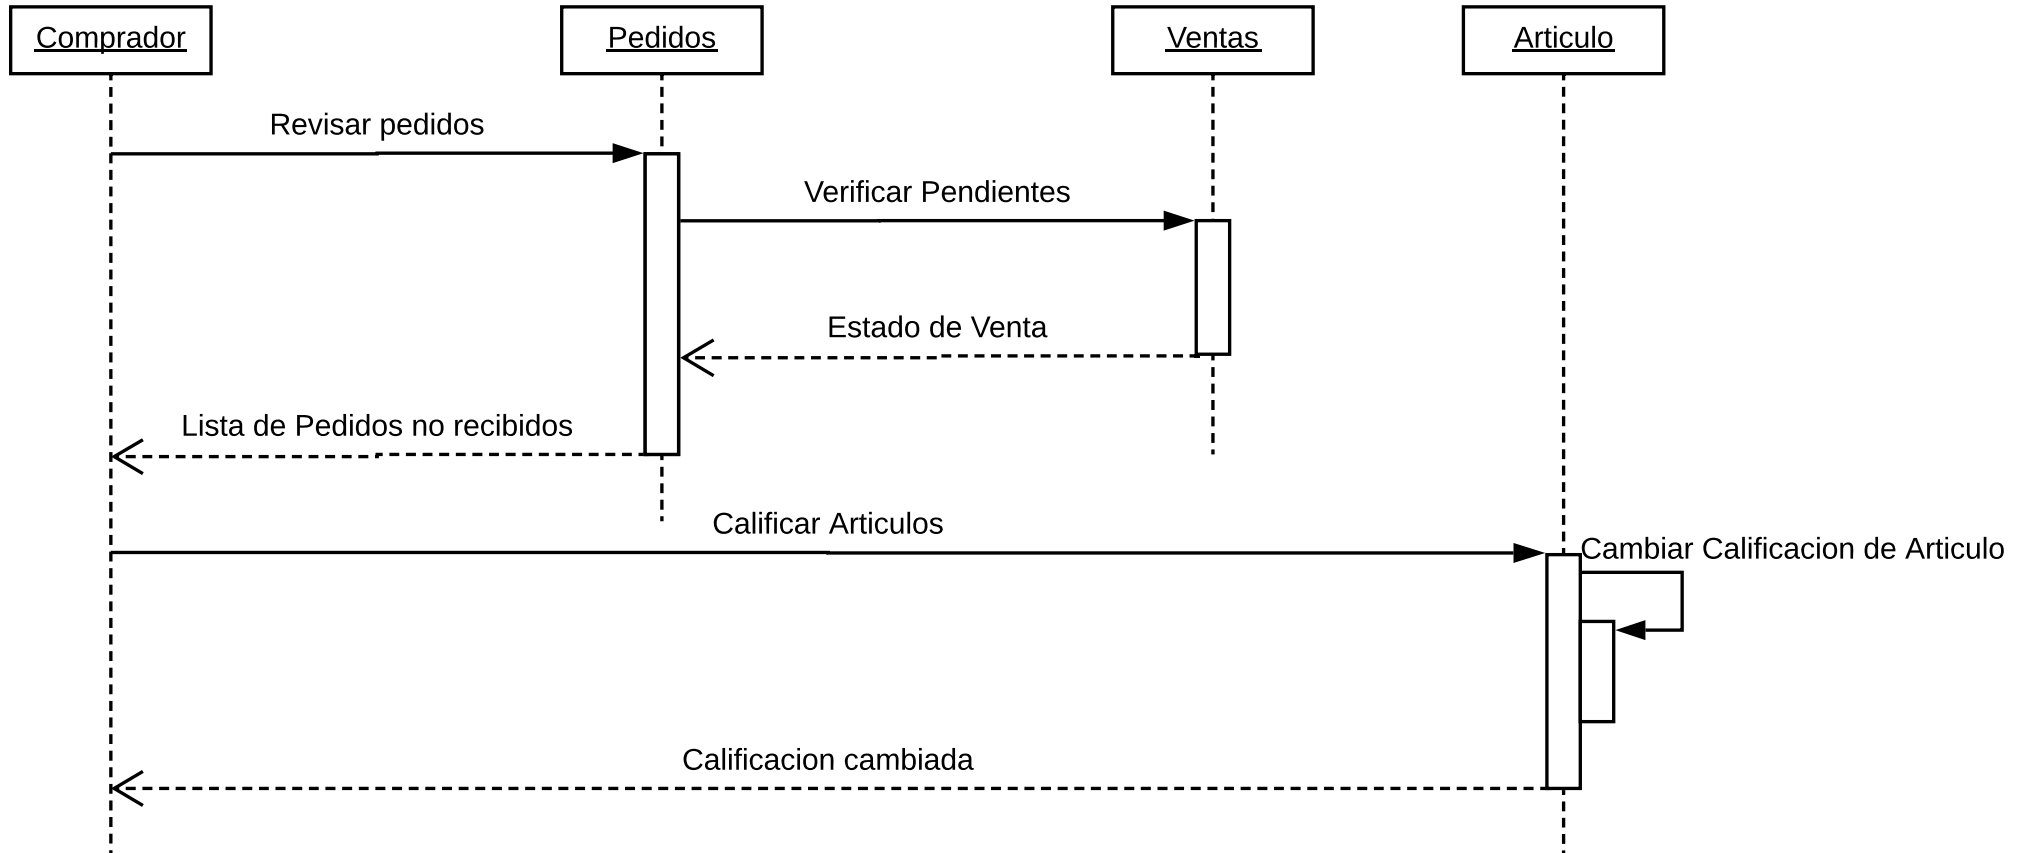 Comprador
Pedidos
Ventas
Articulo
Revisar pedidos
Verificar Pendientes
Estado de Venta
Lista de Pedidos no recibidos
Calificar Articulos
Cambiar Calificacion de Articulo
Calificacion cambiada